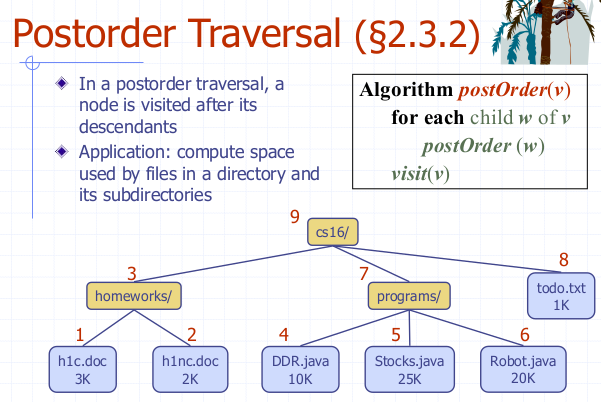 Postorder Traversal (§2.3.2)
In a postorder traversal, a
node is visited after its
descendants
Application: compute space
used by files in a directory and
its subdirectories
Algorithm postOrder(v)
for each child w of v
postOrder (w)
visit(v)
9
cs16/
3
homeworks/
7
programs/
8
todo.txt
1K
1
h1c.doc
3K
2
h1nc.doc
2K
4
DDR.java
10K
5
Stocks.java
25K
6
Robot.java
20K